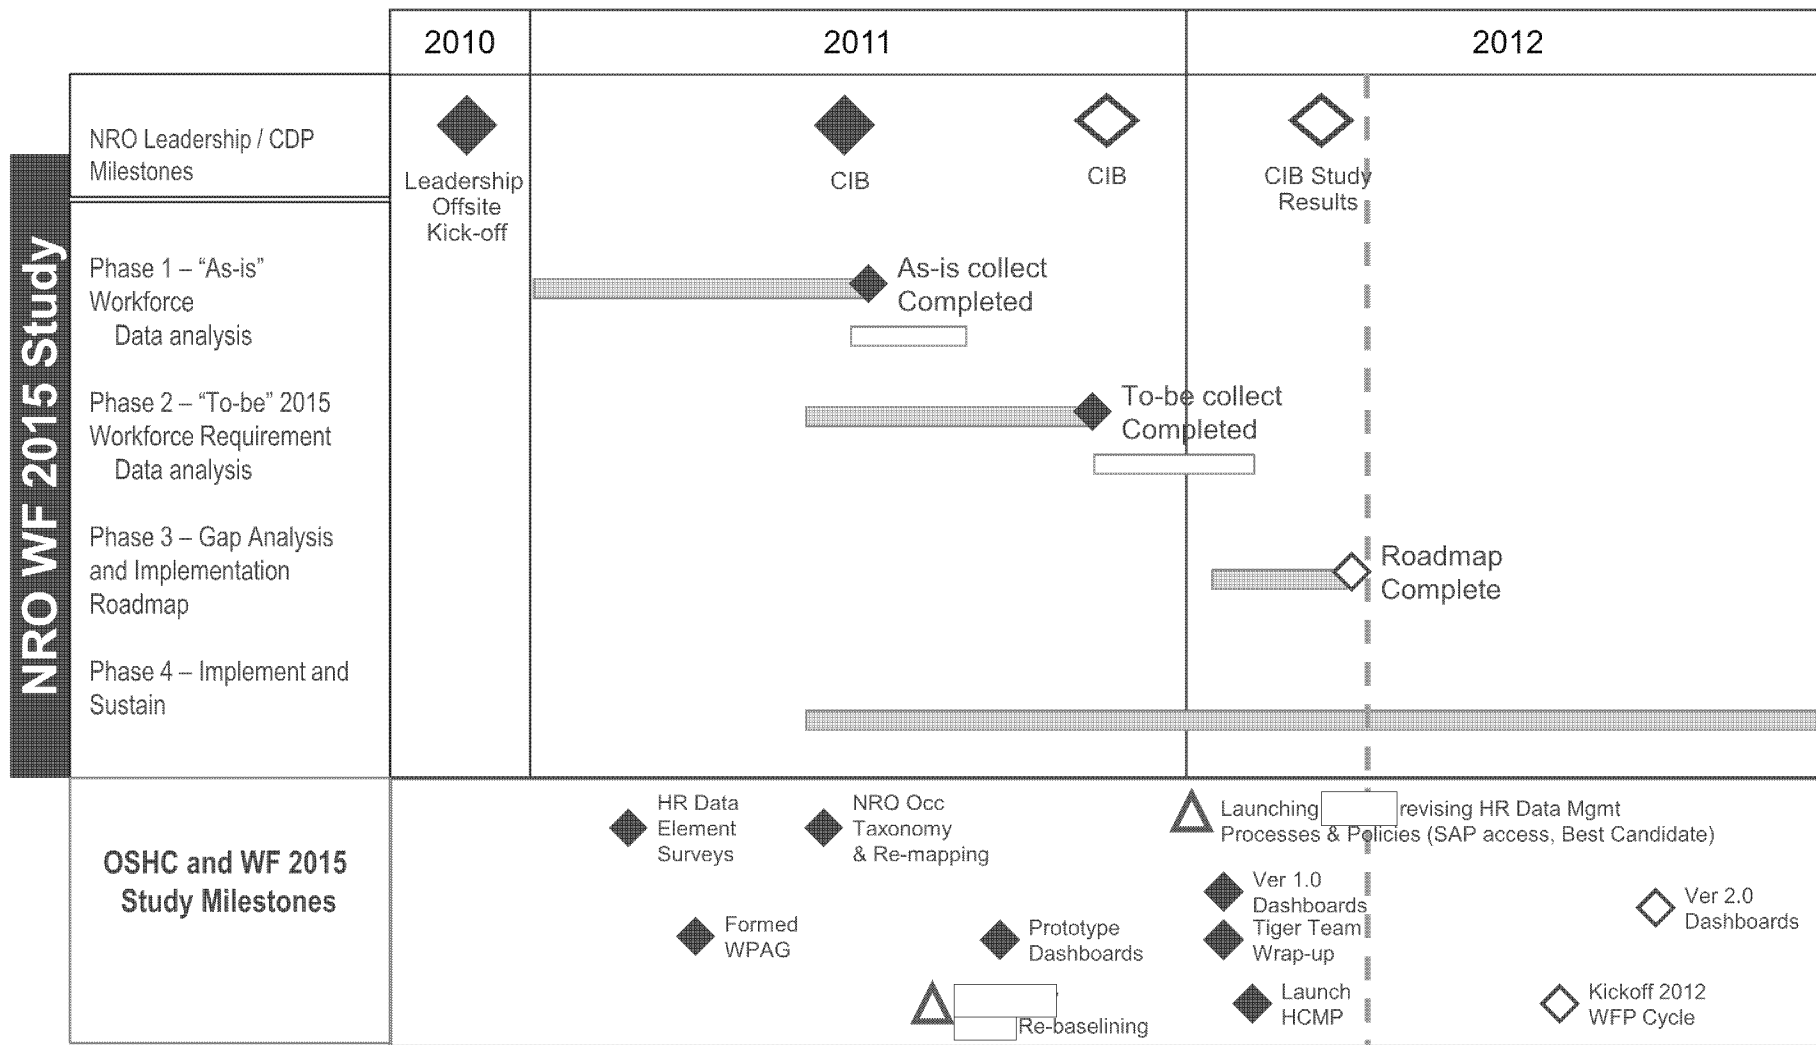 2010
2011
2012
NRO WF 2015 Study
NRO Leadership / CDP
Milestones
Leadership
Offsite
Kick-off
CIB
CIB
CIB Study
Results
Phase 1 – “As-is”
Workforce
Data analysis
As-is collect
Completed
Phase 2 – “To-be” 2015
Workforce Requirement
Data analysis
To-be collect
Completed
Phase 3 – Gap Analysis
and Implementation
Roadmap
Roadmap
Complete
Phase 4 – Implement and
Sustain
OSHC and WF 2015
Study Milestones
HR Data
Element
Surveys
NRO Occ
Taxonomy
& Re-mapping
Launching revising HR Data Mgmt
Processes & Policies (SAP access, Best Candidate)
Formed
WPAG
Prototype
Dashboards
Ver 1.0
Dashboards
Tiger Team
Wrap-up
Ver 2.0
Dashboards
Re-baselining
Launch
HCMP
Kickoff 2012
WFP Cycle